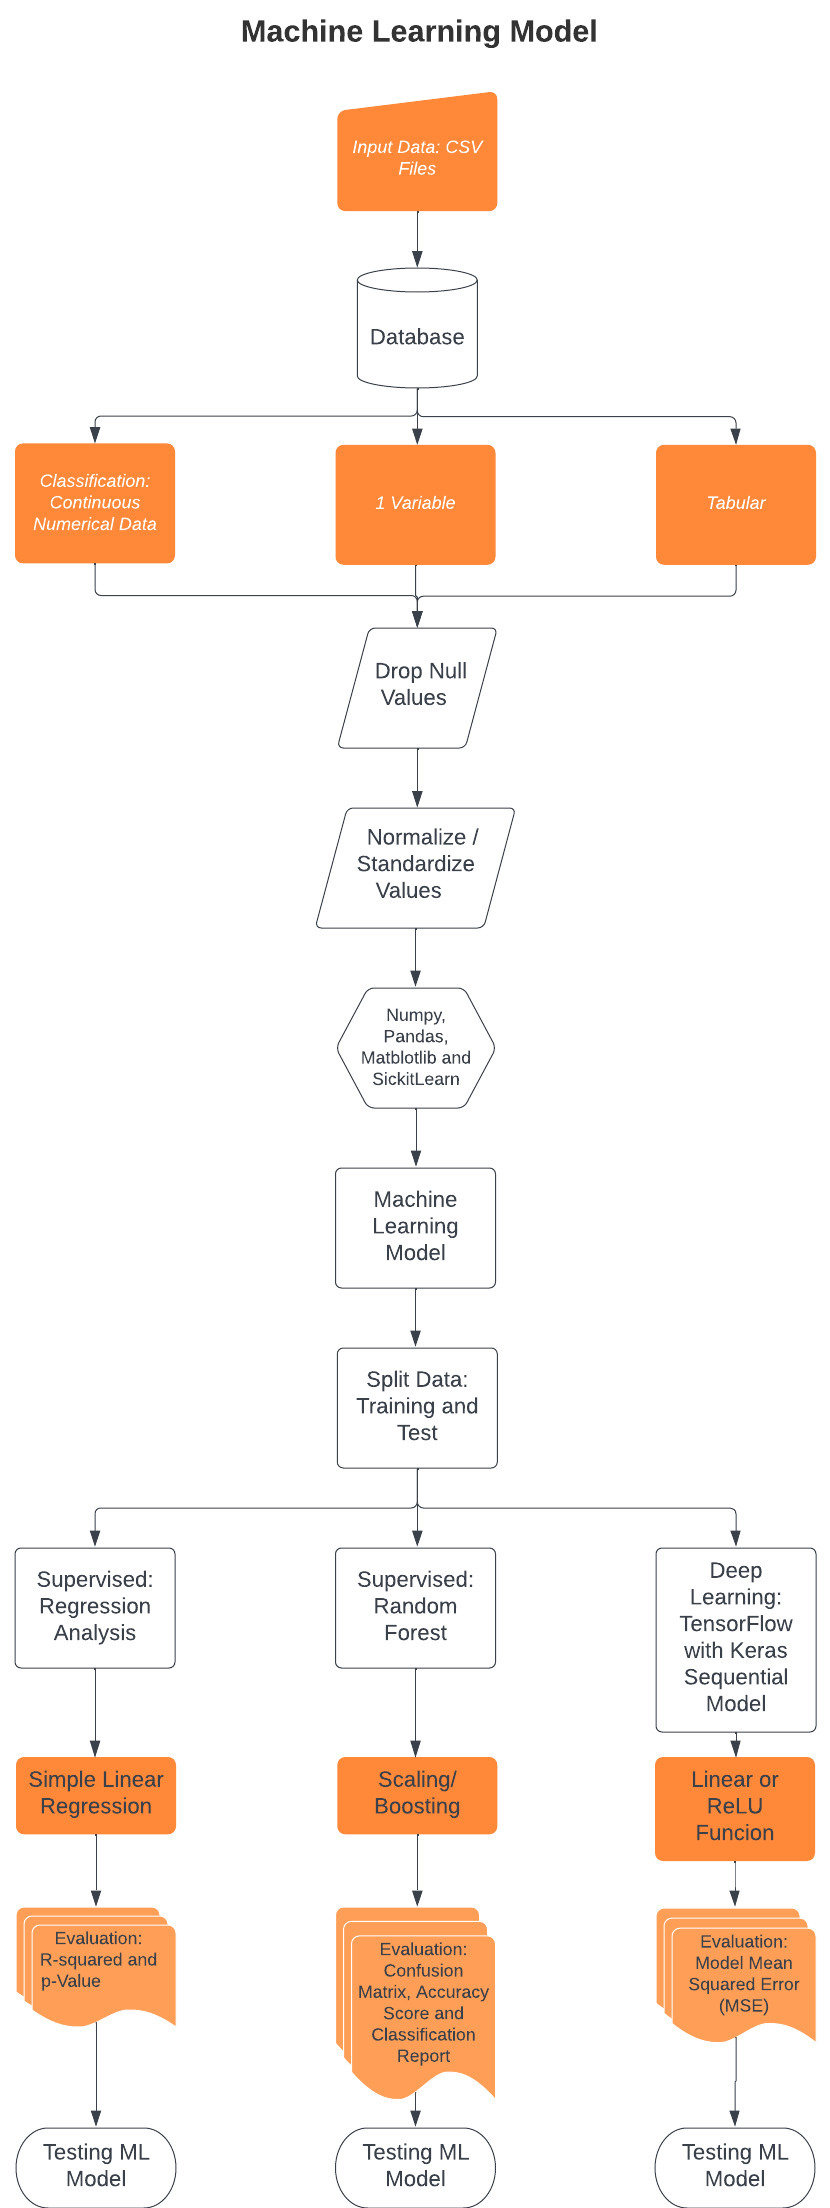 Machine Learning Model
Input Data: CSV
Files
Database
Classification:
Continuous
Numerical Data
1 Variable
Tabular
Drop Null
Values
Normalize /
Standardize
Values
Numpy,
Pandas,
Matblotlib and
SickitLearn
Machine
Learning
Model
Split Data:
Training and
Test
Supervised:
Regression
Analysis
Supervised:
Random
Forest
Deep
Learning:
TensorFlow
with Keras
Sequential
Model
Simple Linear
Regression
Scaling/
Boosting
Linear or
ReLU
Funcion
Evaluation:
R-squared and
p-Value
Evaluation:
Confusion
Matrix, Accuracy
Score and
Classification
Report
Evaluation:
Model Mean
Squared Error
(MSE)
Testing ML
Model
Testing ML
Model
Testing ML
Model